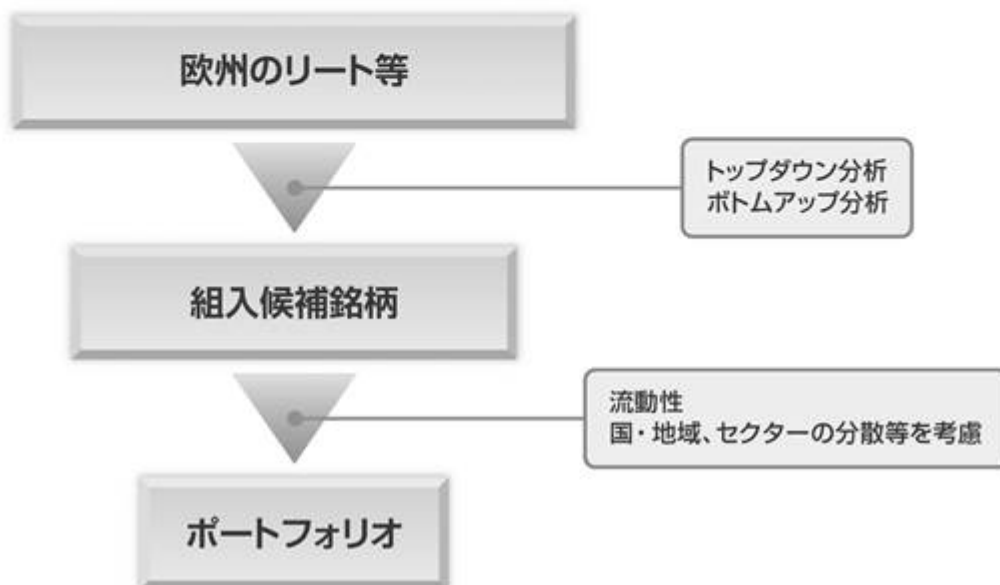 欧州のリート等
トップダウン分析
ボトムアップ分析
組入候補銘柄
流動性
国・地域、セクターの分散等を考慮
ポートフォリオ